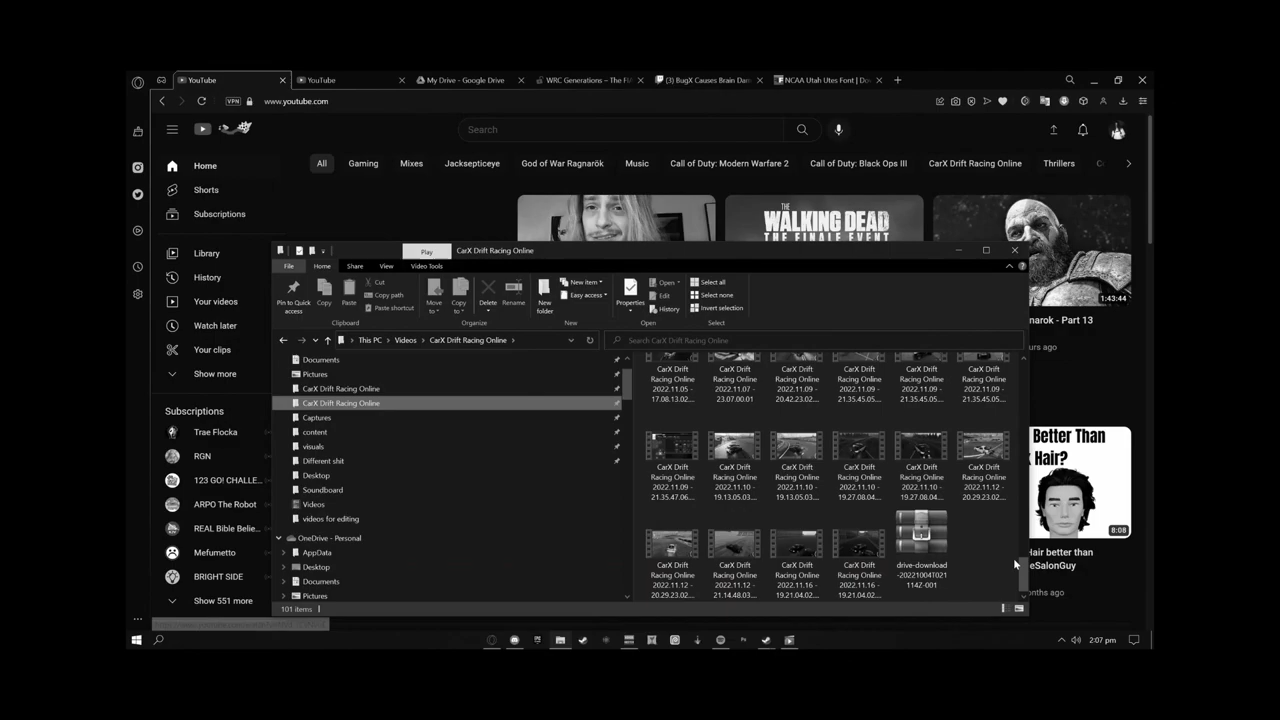 YouTube
YouTube
My Drive - Google Drive
WRC Generations – The FI
(3) BugX Causes Brain Dam
NCAA Utah Utes Font | Do
VPN
www.youtube.com
Search
Home
Shorts
Subscriptions
Library
History
Your videos
Watch later
Your clips
Show more
Subscriptions
Trae Flocka
RGN
123 GO! CHALLE...
ARPO The Robot
REAL Bible Belie...
Mefumetto
BRIGHT SIDE
Show 551 more
All
Gaming
Mixes
Jacksepticeye
God of War Ragnarök
Music
Call of Duty: Modern Warfare 2
Call of Duty: Black Ops III
CarX Drift Racing Online
Thrillers
THE
WALKING DEAD
THE FINALE EVENT
1:43:44
narok - Part 13
urs ago
Better Than
Hair?
8:08
Hair better than
eSalonGuy
onths ago
Play
CarX Drift Racing Online
File
Home
Share
View
Video Tools
Pin to Quick
access
Copy
Paste
Cut
Copy path
Paste shortcut
Clipboard
Move
to
Copy
to
Delete
Rename
Organize
New
folder
New item
Easy access
New
Properties
Open
Edit
History
Open
Select all
Select none
Invert selection
Select
This PC
Videos
CarX Drift Racing Online
Search CarX Drift Racing Online
Documents
Pictures
CarX Drift Racing Online
CarX Drift Racing Online
Captures
content
visuals
Different shit
Desktop
Soundboard
Videos
videos for editing
OneDrive - Personal
AppData
Desktop
Documents
Pictures
CarX Drift
Racing Online
2022.11.05 -
17.08.13.02....
CarX Drift
Racing Online
2022.11.07 -
23.07.00.01
CarX Drift
Racing Online
2022.11.09 -
20.42.23.02....
CarX Drift
Racing Online
2022.11.09 -
21.35.45.05....
CarX Drift
Racing Online
2022.11.09 -
21.35.45.05....
CarX Drift
Racing Online
2022.11.09 -
21.35.45.05....
CarX Drift
Racing Online
2022.11.09 -
21.35.47.06....
CarX Drift
Racing Online
2022.11.10 -
19.13.05.03....
CarX Drift
Racing Online
2022.11.10 -
19.13.05.03....
CarX Drift
Racing Online
2022.11.10 -
19.27.08.04....
CarX Drift
Racing Online
2022.11.10 -
19.27.08.04....
CarX Drift
Racing Online
2022.11.12 -
20.29.23.02....
CarX Drift
Racing Online
2022.11.12 -
20.29.23.02....
CarX Drift
Racing Online
2022.11.12 -
21.14.48.03....
CarX Drift
Racing Online
2022.11.16 -
19.21.04.02....
CarX Drift
Racing Online
2022.11.16 -
19.21.04.02....
drive-download
-20221004T021
114Z-001
101 items
2:07 pm